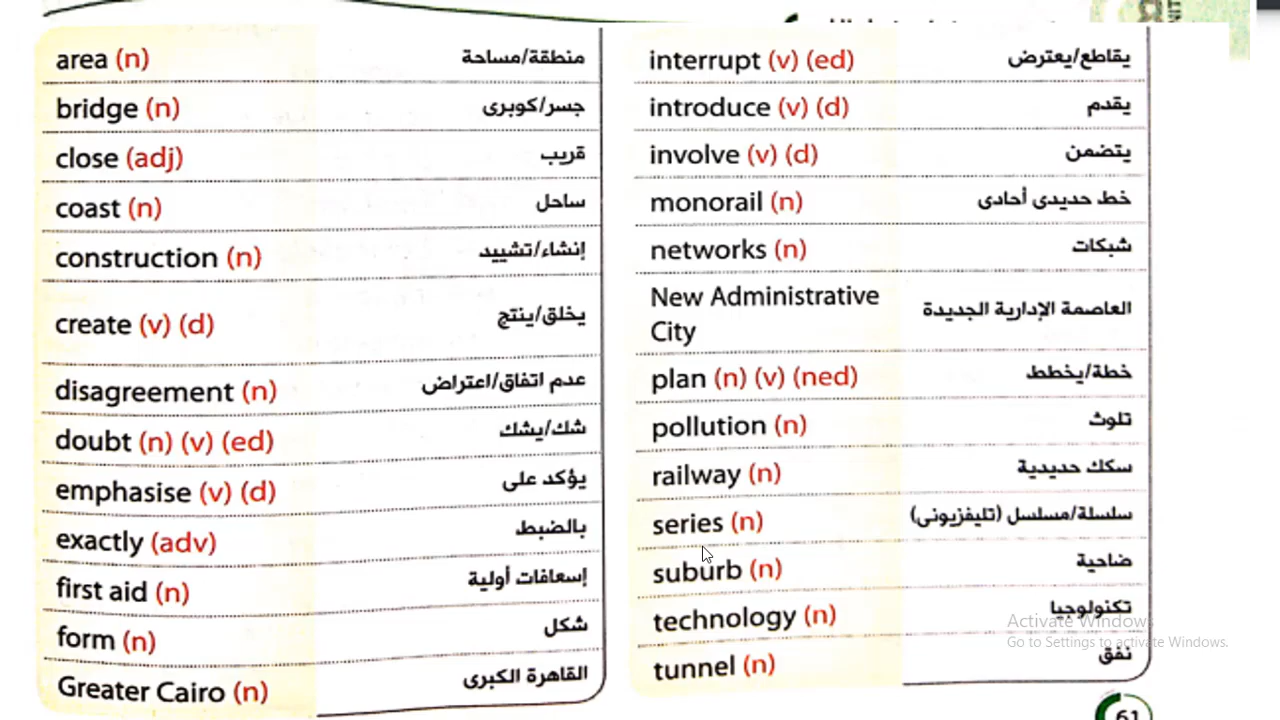 area (n) منطقة/مساحة
bridge (n) جسر/كوبرى
close (adj) قريب
coast (n) ساحل
construction (n) إنشاء/تشييد
create (v) (d) يخلق/ينتج
disagreement (n) عدم اتفاق/اعتراض
doubt (n) (v) (ed) شك/يشك
emphasise (v) (d) يؤكد على
exactly (adv) بالضبط
first aid (n) إسعافات أولية
form (n) شكل
Greater Cairo (n) القاهرة الكبرى
interrupt (v) (ed) يقاطع/يعترض
introduce (v) (d) يقدم
involve (v) (d) يتضمن
monorail (n) خط حديدى أحادى
networks (n) شبكات
New Administrative العاصمة الإدارية الجديدة
City
plan (n) (v) (ned) خطة/يخطط
pollution (n) تلوث
railway (n) سكك حديدية
series (n) سلسلة/مسلسل (تليفزيونى)
suburb (n) ضاحية
technology (n) تكنولوجيا
tunnel (n) نفق
Activate Windows
Go to Settings to activate Windows.
61